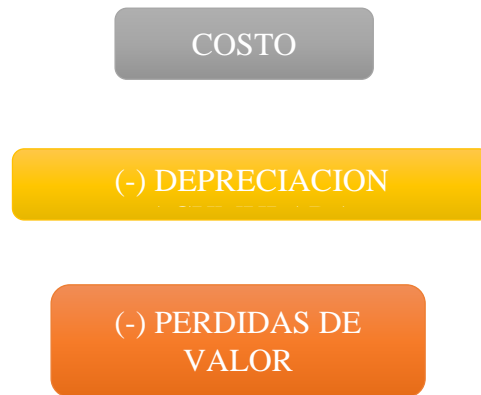 COSTO
(-) DEPRECIACION
(-) PERDIDAS DE
VALOR